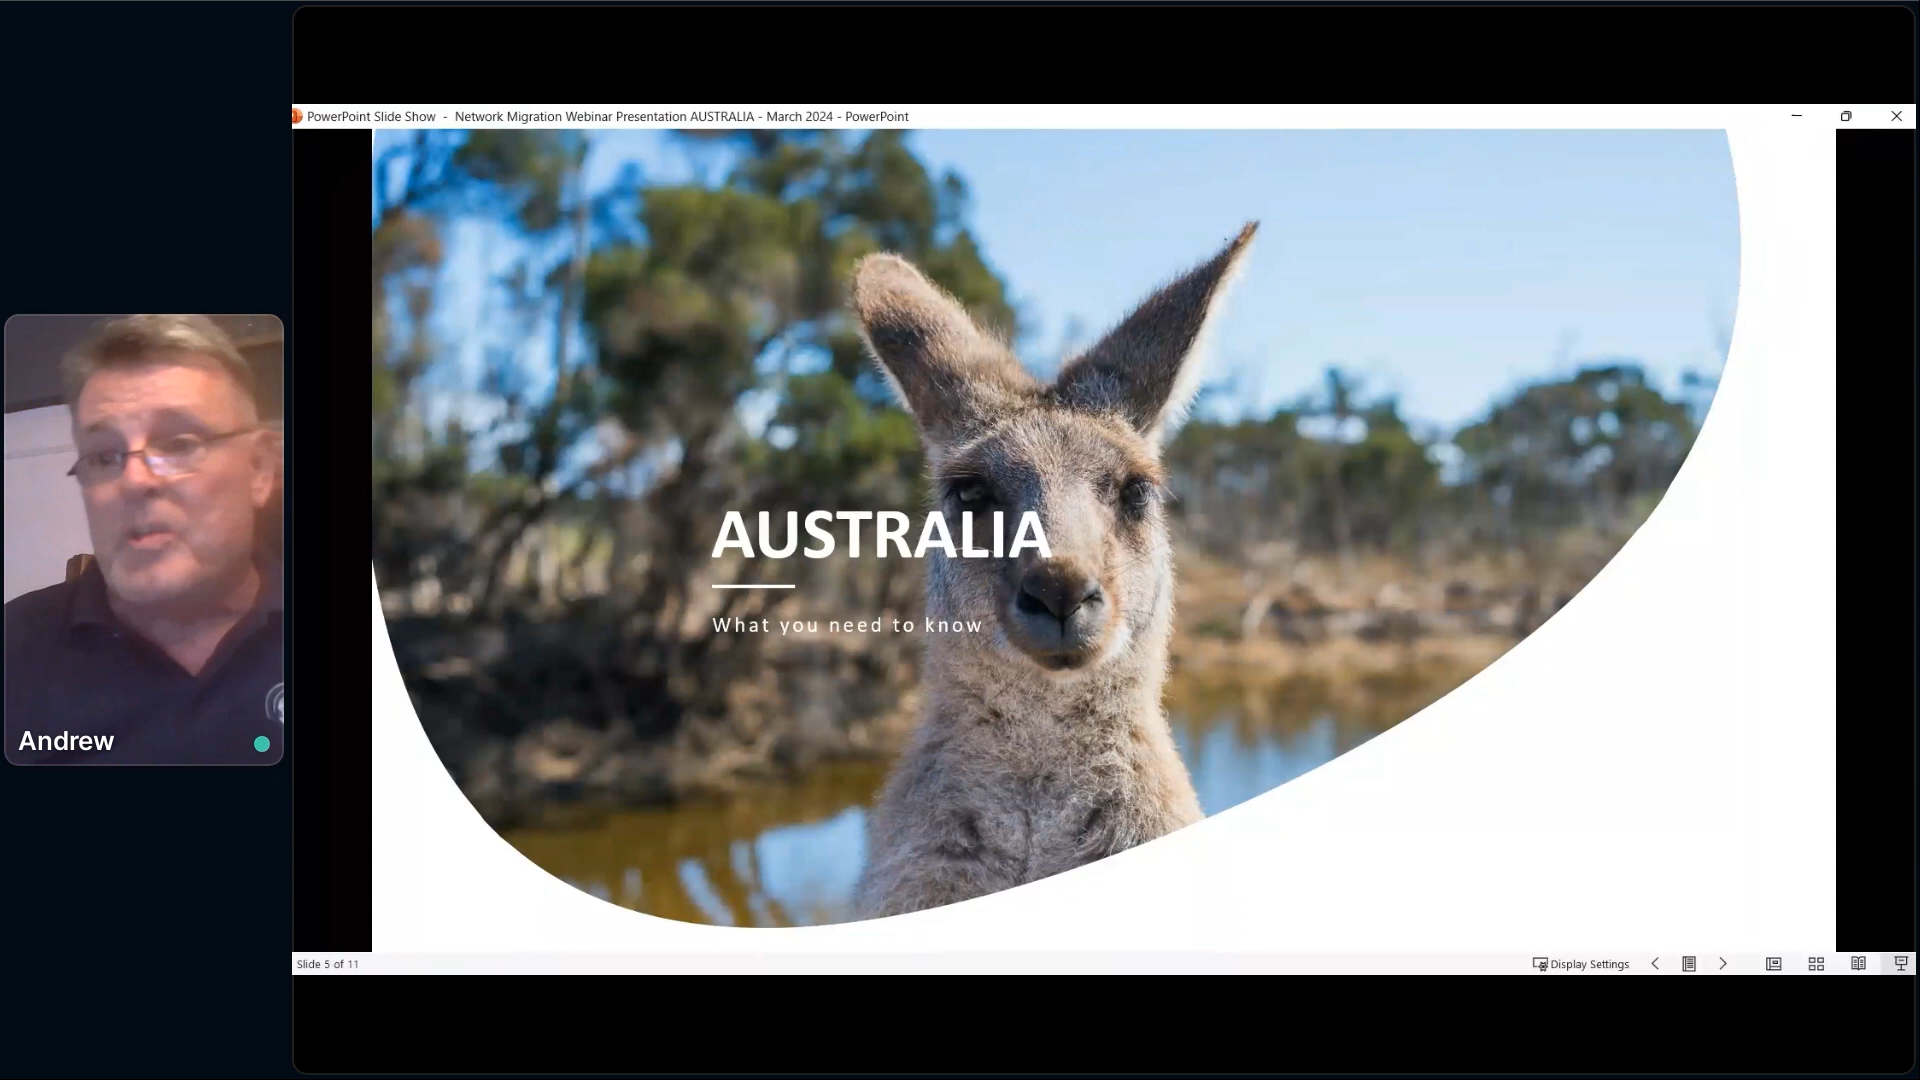 PowerPoint Slide Show - Network Migration Webinar Presentation AUSTRALIA - March 2024 - PowerPoint
AUSTRALIA
What you need to know
Andrew
Slide 5 of 11
Display Settings